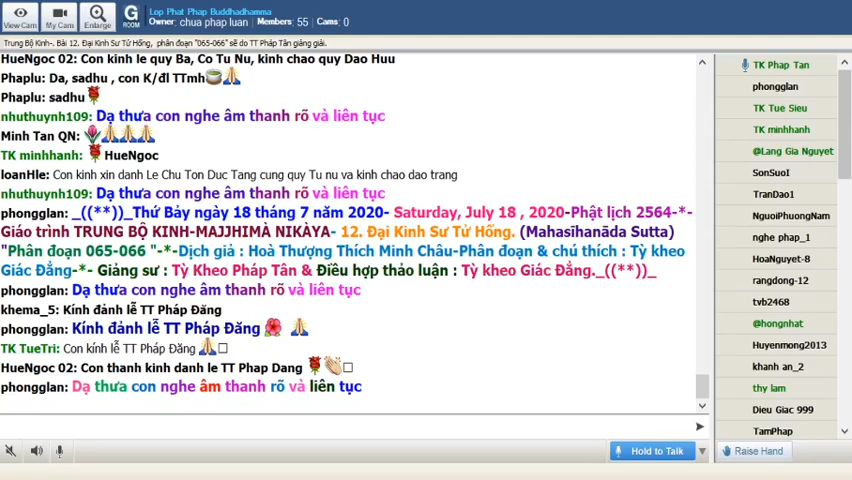 View Cam
My Cam
Enlarge
G
ROOM
Lop Phat Phap Buddhadhamma
Owner: chua phap luan Members: 55 Cams: 0
Trung Bộ Kinh-. Bài 12. Đại Kinh Sư Tử Hống, phân đoạn "065-066" sẽ do TT Pháp Tân giảng giải.
HueNgoc 02: Con kinh le quy Ba, Co Tu Nu, kinh chao quy Dao Huu
Phaplu: Da, sadhu , con K/đl TTmh
Phaplu: sadhu
nhuthuynh109: Dạ thưa con nghe âm thanh rõ và liên tục
Minh Tan QN:
TK minhhanh: HueNgoc
loanHle: Con kinh xin danh Le Chu Ton Duc Tang cung quy Tu nu va kinh chao dao trang
nhuthuynh109: Dạ thưa con nghe âm thanh rõ và liên tục
phongglan: _((**))_Thứ Bảy ngày 18 tháng 7 năm 2020- Saturday, July 18 , 2020-Phật lịch 2564-*-
Giáo trình TRUNG BỘ KINH-MAJJHIMÀ NIKÀYA- 12. Đại Kinh Sư Tử Hống. (Mahasìhanāda Sutta)
"Phân đoạn 065-066 "-*-Dịch giả : Hoà Thượng Thích Minh Châu-Phân đoạn & chú thích : Tỳ kheo
Giác Đẳng-*- Giảng sư : Tỳ Kheo Pháp Tân & Điều hợp thảo luận : Tỳ kheo Giác Đẳng._((**))_
phongglan: Dạ thưa con nghe âm thanh rõ và liên tục
khema_5: Kính đảnh lễ TT Pháp Đăng
phongglan: Kính đảnh lễ TT Pháp Đăng
TK TueTri: Con kính lễ TT Pháp Đăng
HueNgoc 02: Con thanh kinh danh le TT Phap Dang
phongglan: Dạ thưa con nghe âm thanh rõ và liên tục
Hold to Talk
TK Phap Tan
phongglan
TK Tue Sieu
TK minhhanh
@Lang Gia Nguyet
SonSuoI
TranDao1
NguoiPhuongNam
nghe phap_1
HoaNguyet-8
rangdong-12
tvb2468
@hongnhat
Huyenmong2013
khanh an_2
thy lam
Dieu Giac 999
TamPhap
Raise Hand